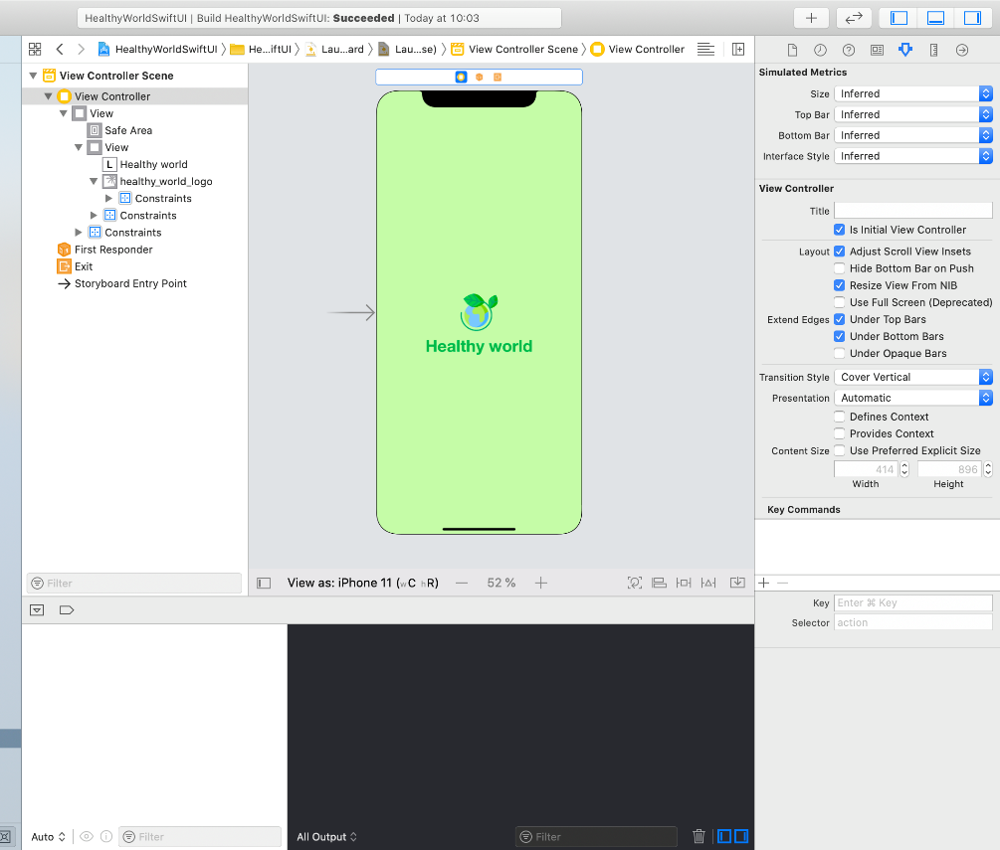 HealthyWorldSwiftUI | Build HealthyWorldSwiftUI: Succeeded | Today at 10:03
HealthyWorldSwiftUI He...iftUI Lau...ard Lau...se) View Controller Scene View Controller
View Controller Scene
View Controller
View
Safe Area
View
L Healthy world
healthy_world_logo
Constraints
Constraints
Constraints
First Responder
Exit
Storyboard Entry Point
Filter
Healthy world
View as: iPhone 11 (wC hR) — 52 % +
Simulated Metrics
Size Inferred
Top Bar Inferred
Bottom Bar Inferred
Interface Style Inferred
View Controller
Title
Is Initial View Controller
Layout Adjust Scroll View Insets
Hide Bottom Bar on Push
Resize View From NIB
Use Full Screen (Deprecated)
Extend Edges Under Top Bars
Under Bottom Bars
Under Opaque Bars
Transition Style Cover Vertical
Presentation Automatic
Defines Context
Provides Context
Content Size Use Preferred Explicit Size
414 896
Width Height
Key Commands
Key Enter ⌘ Key
Selector action
Auto Filter
All Output Filter